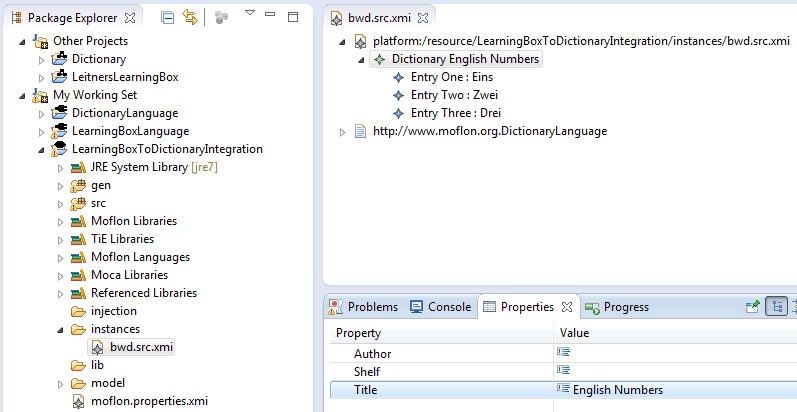 Package Explorer
Other Projects
Dictionary
LeitnersLearningBox
My Working Set
DictionaryLanguage
LearningBoxLanguage
LearningBoxToDictionaryIntegration
JRE System Library [jre7]
gen
src
Moflon Libraries
TiE Libraries
Moflon Languages
Moca Libraries
Referenced Libraries
injection
instances
bwd.src.xmi
lib
model
moflon.properties.xmi
bwd.src.xmi
platform:/resource/LearningBoxToDictionaryIntegration/instances/bwd.src.xmi
Dictionary English Numbers
Entry One : Eins
Entry Two : Zwei
Entry Three : Drei
http://www.moflon.org.DictionaryLanguage
Problems Console Properties Progress
Property Value
Author
Shelf
Title English Numbers